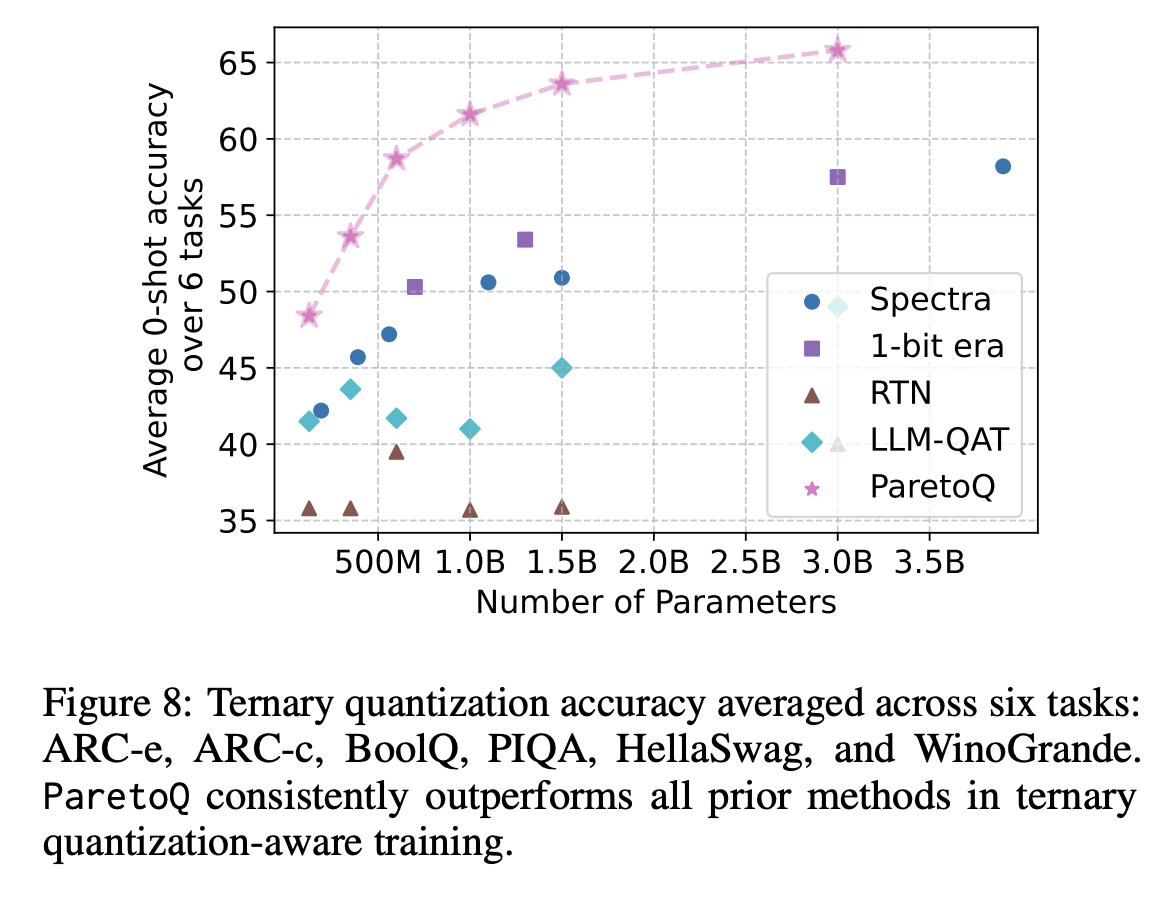 Average 0-shot accuracy
over 6 tasks
65
60
55
50
45
40
35
500M 1.0B 1.5B 2.0B 2.5B 3.0B 3.5B
Number of Parameters
Spectra
1-bit era
RTN
LLM-QAT
ParetoQ
Figure 8: Ternary quantization accuracy averaged across six tasks:
ARC-e, ARC-c, BoolQ, PIQA, HellaSwag, and WinoGrande.
ParetoQ consistently outperforms all prior methods in ternary
quantization-aware training.